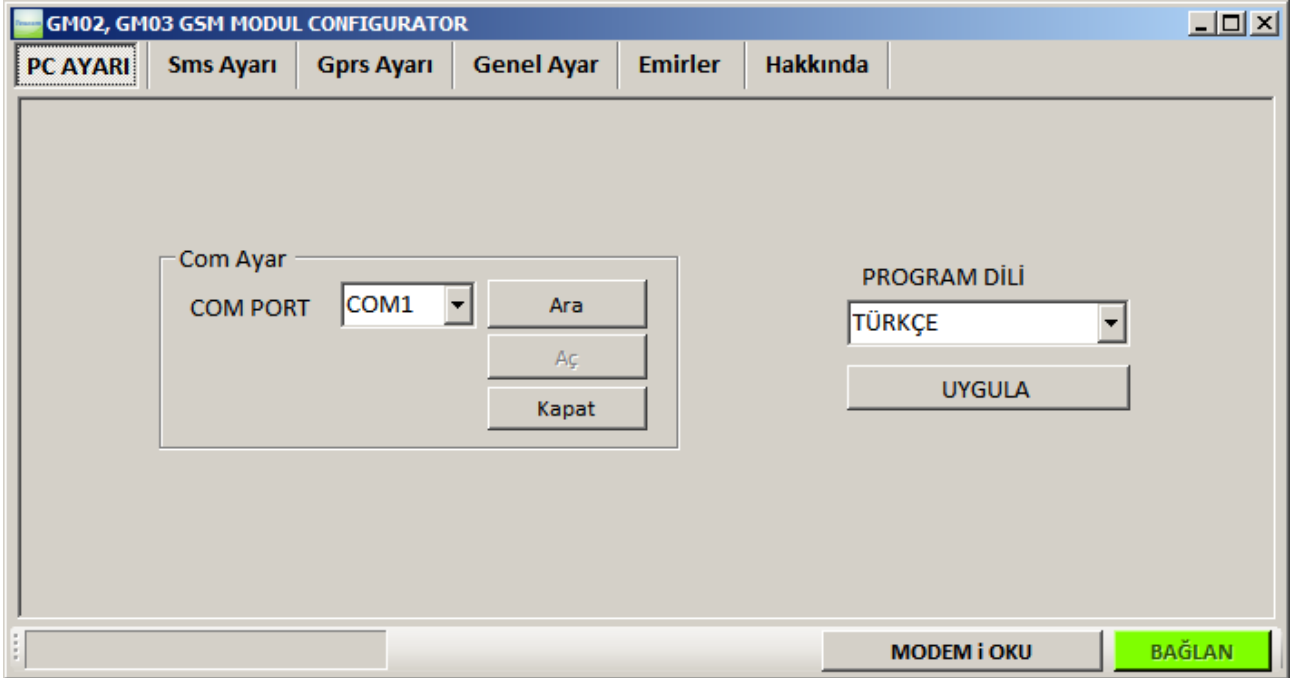 GM02, GM03 GSM MODUL CONFIGURATOR
PC AYARI Sms Ayarı Gprs Ayarı Genel Ayar Emirler Hakkında
Com Ayar
COM PORT COM1 Ara
Aç
Kapat
PROGRAM DİLİ
TÜRKÇE
UYGULA
MODEM i OKU BAĞLAN